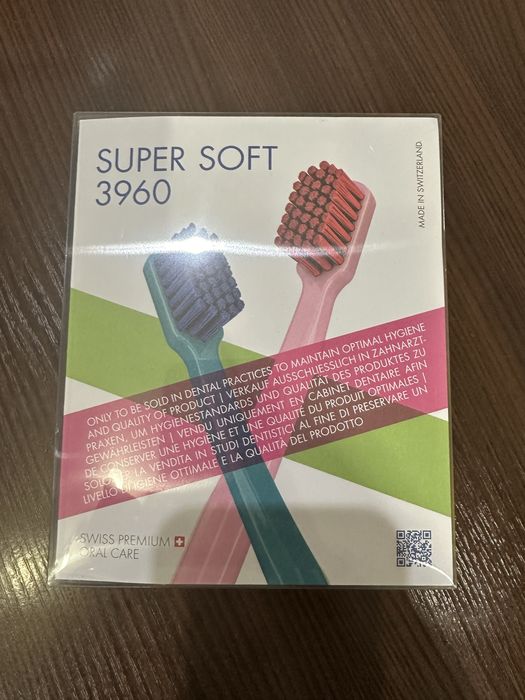 SUPER SOFT
3960
MADE IN SWITZERLAND
ONLY TO BE SOLD IN DENTAL PRACTICES TO MAINTAIN OPTIMAL HYGIENE
AND QUALITY OF PRODUCT | VERKAUF AUSSCHLIESSLICH IN ZAHNARZT-
PRAXEN, UM HYGIENESTANDARDS UND QUALITÄT DES PRODUKTES ZU
GEWÄHRLEISTEN | VENDU UNIQUEMENT EN CABINET DENTAIRE AFIN
DE CONSERVER UNE HYGIÈNE ET UNE QUALITÉ DU PRODUIT OPTIMALES |
SOLO PER LA VENDITA IN STUDI DENTISTICI AL FINE DI PRESERVARE UN
LIVELLO DI IGIENE OTTIMALE E LA QUALITÀ DEL PRODOTTO
SWISS PREMIUM
ORAL CARE